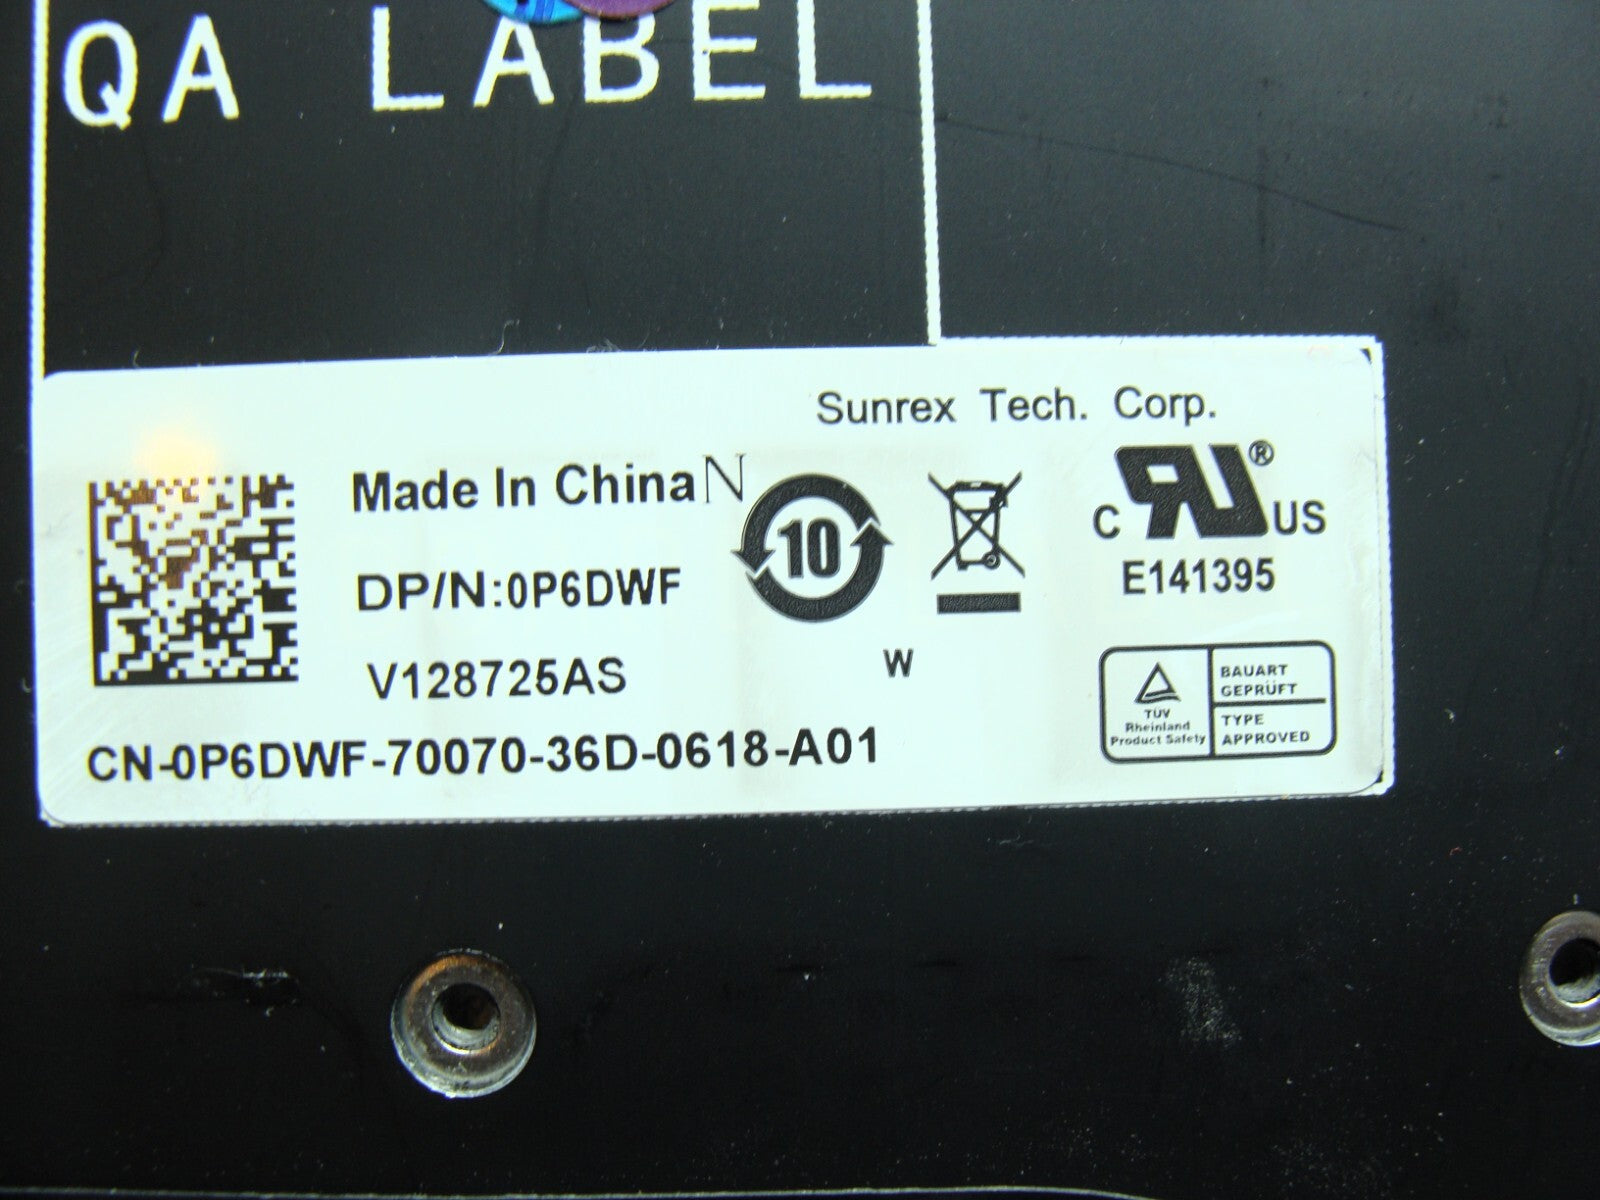 QA LABEL
Sunrex Tech. Corp.
Made In China N
10
DP/N:0P6DWF
V128725AS
CN-0P6DWF-70070-36D-0618-A01
W
c RU ® US
E141395
TÜV
Rheinland
Product Safety
BAUART
GEPRÜFT
TYPE
APPROVED